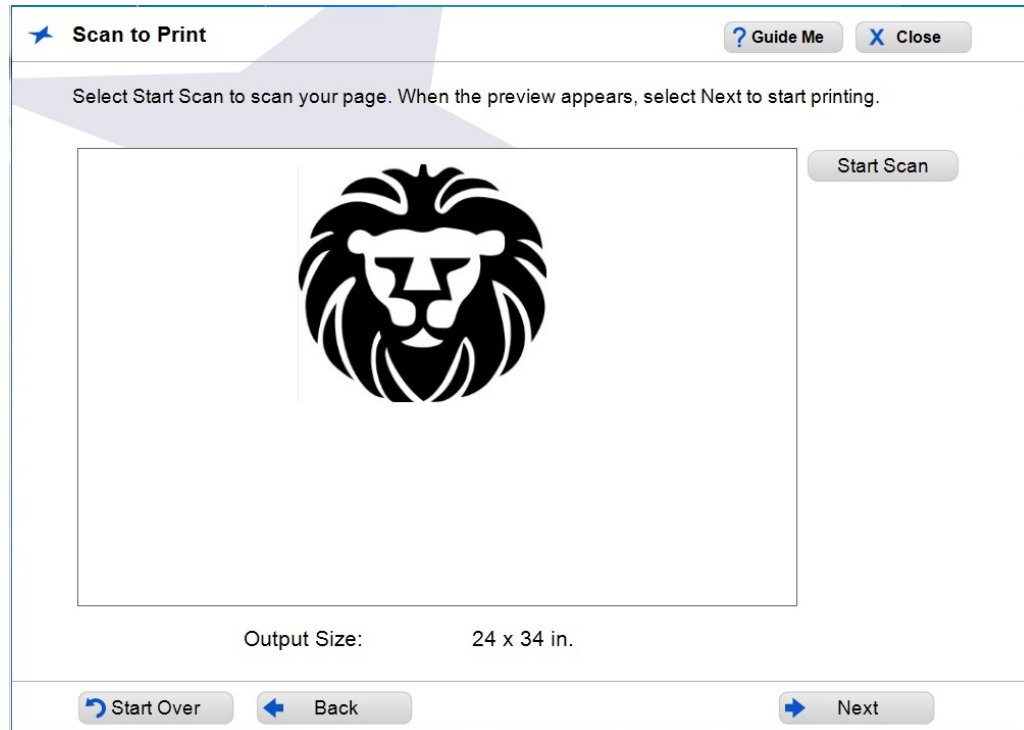 Scan to Print
? Guide Me
X Close
Select Start Scan to scan your page. When the preview appears, select Next to start printing.
Start Scan
Output Size: 24 x 34 in.
Start Over
Back
Next